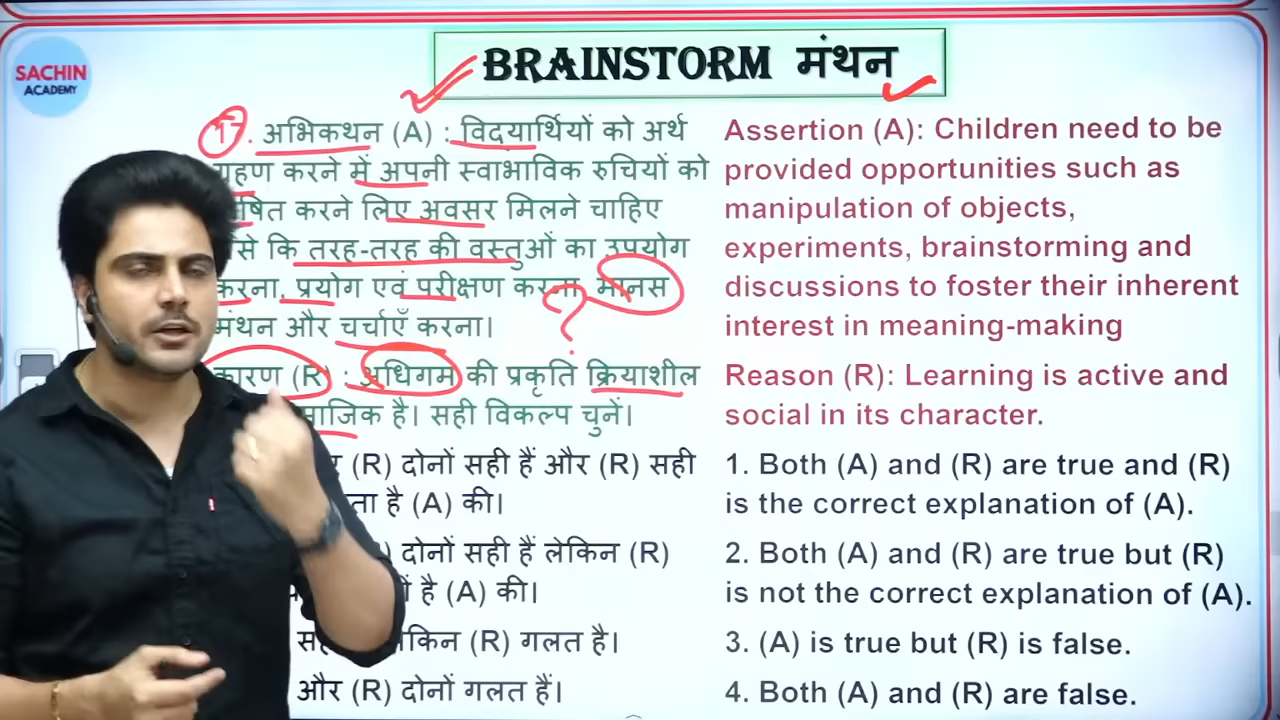 SACHIN
ACADEMY
BRAINSTORM मंथन
17. अभिकथन (A) : विद्यार्थियों को अर्थ
ग्रहण करने में अपनी स्वाभाविक रुचियों को
करने लिए अवसर मिलने चाहिए
कि तरह-तरह की वस्तुओं का उपयोग
करना, प्रयोग एवं परीक्षण करना, मानस
मंथन और चर्चाएँ करना।
कारण (R) : अधिगम की प्रकृति क्रियाशील
है। सही विकल्प चुनें।
(R) दोनों सही हैं और (R) सही
है (A) की।
दोनों सही हैं लेकिन (R)
है (A) की।
(R) गलत है।
और (R) दोनों गलत हैं।
Assertion (A): Children need to be
provided opportunities such as
manipulation of objects,
experiments, brainstorming and
discussions to foster their inherent
interest in meaning-making
Reason (R): Learning is active and
social in its character.
1. Both (A) and (R) are true and (R)
is the correct explanation of (A).
2. Both (A) and (R) are true but (R)
is not the correct explanation of (A).
3. (A) is true but (R) is false.
4. Both (A) and (R) are false.